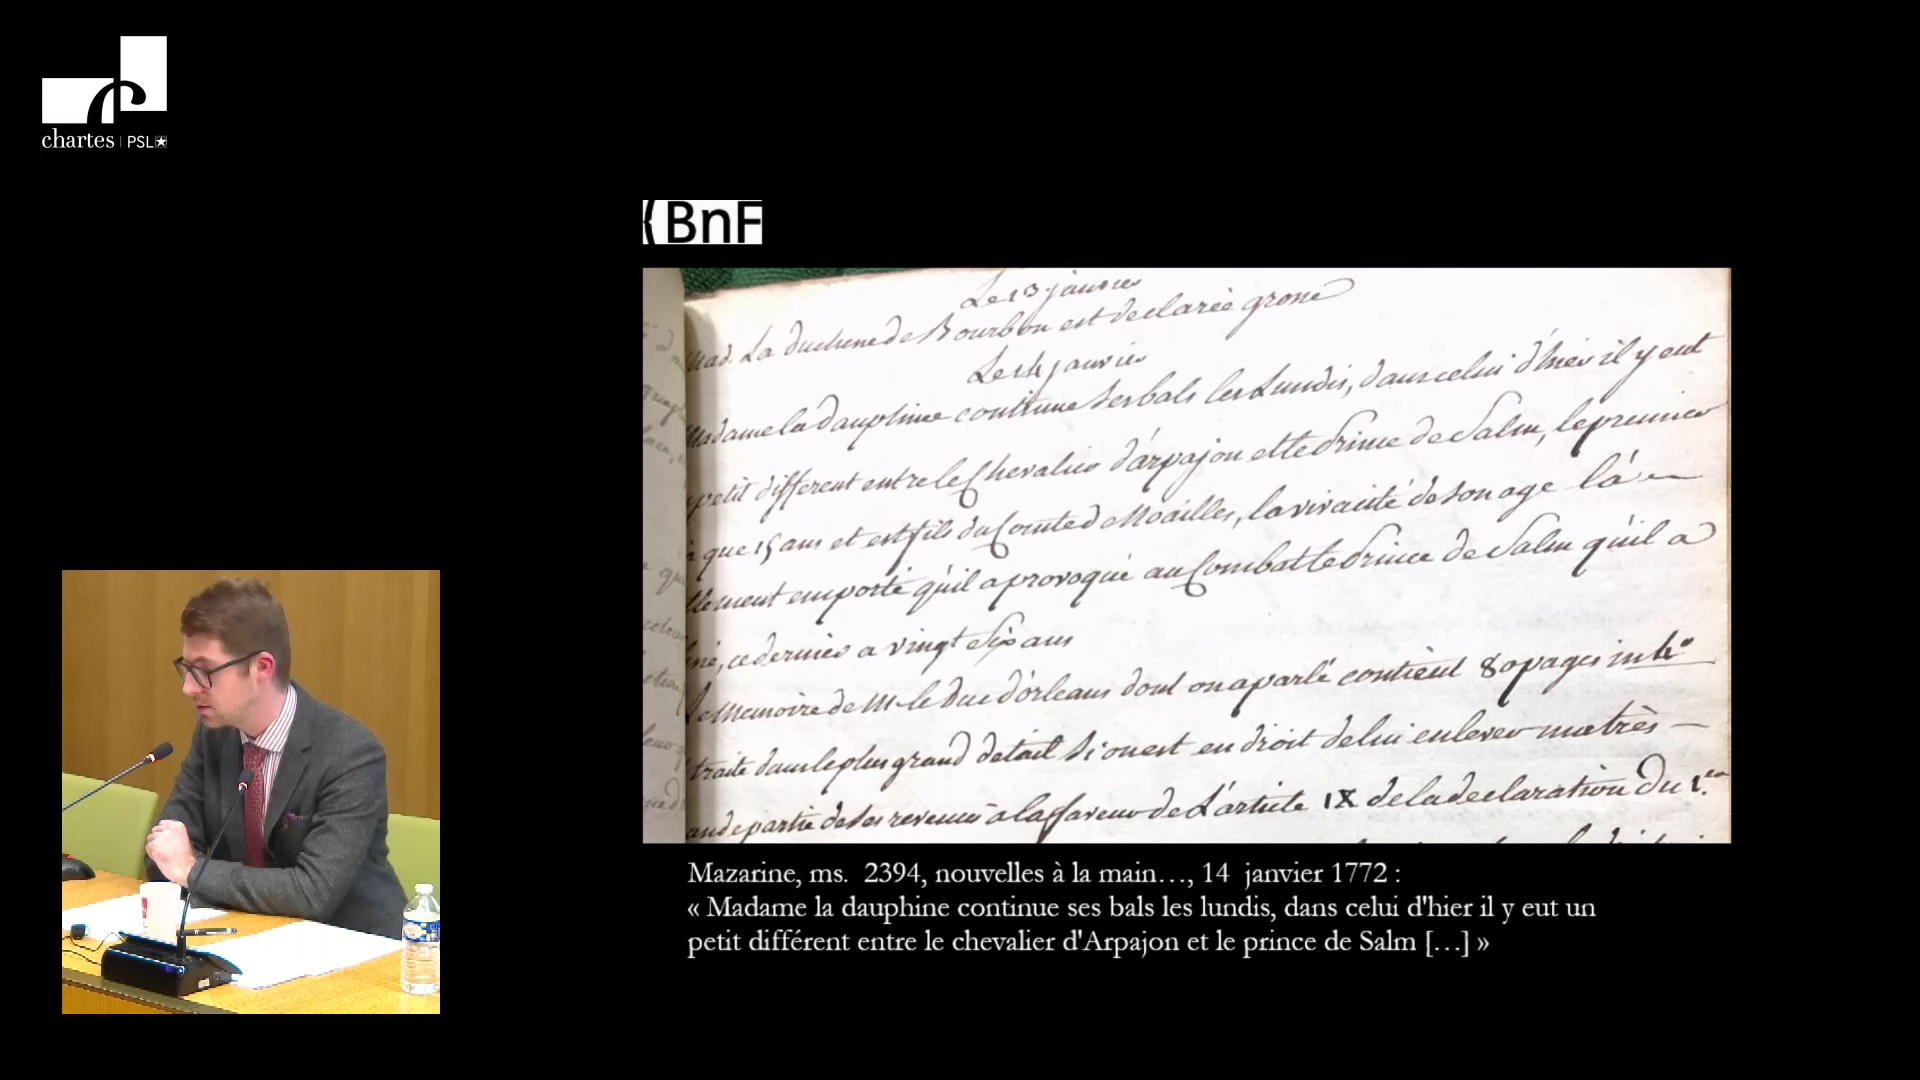 chartes | PSL
BnF
Le 13 janvier
Mad. La duchesse de Bourbon est declarée grosse
Le 14 janvier
Madame la dauphine continue ses bals les Lundis, dans celui d'hier il y eut
petit different entre le Chevalier d'arpajon et le Prince de Salm, le premier
que 15 ans et est fils du Comte de Noailles, la vivacité de son age l'a
tellement emporté qu'il a provoqué au Combat le Prince de Salm qu'il a
né, ce dernier a vingt Six ans
Le Memoire de M. le Duc d'orleans dont on a parlé contient 80 pages in 4°
traite dans le plus grand detail Si on est en droit de lui enlever une très
ande partie de ses revenus à la faveur de L'article IX de la declaration Du 1.er
Mazarine, ms. 2394, nouvelles à la main…, 14 janvier 1772 :
« Madame la dauphine continue ses bals les lundis, dans celui d'hier il y eut un
petit différent entre le chevalier d'Arpajon et le prince de Salm […] »